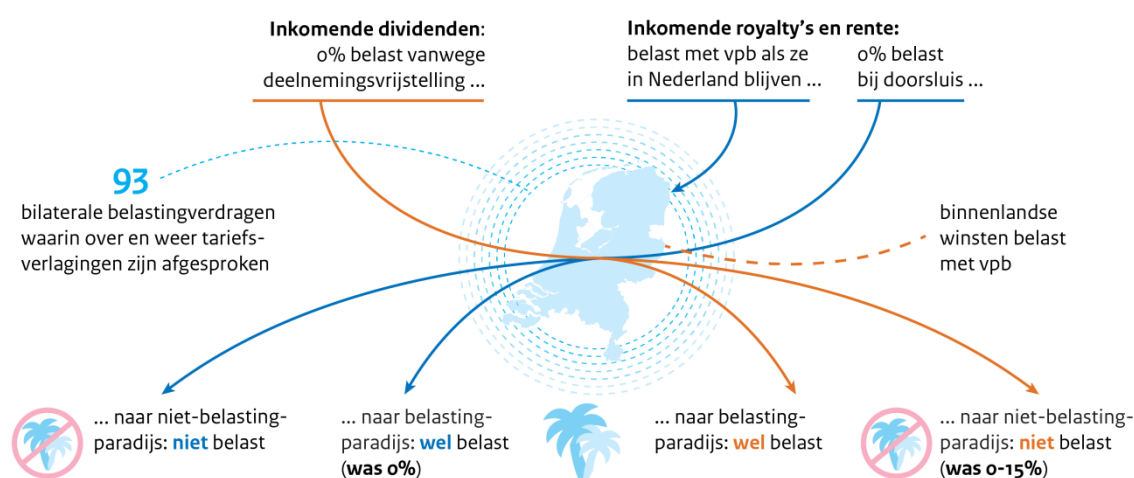 Inkomende dividenden:
0% belast vanwege
deelnemingsvrijstelling ...
Inkomende royalty's en rente:
belast met vpb als ze
in Nederland blijven ...
0% belast
bij doorsluis ...
93
bilaterale belastingverdragen
waarin over en weer tariefs-
verlagingen zijn afgesproken
binnenlandse
winsten belast
met vpb
... naar niet-belasting-
paradijs: niet belast
... naar belasting-
paradijs: wel belast
(was 0%)
... naar belasting-
paradijs: wel belast
... naar niet-belasting-
paradijs: niet belast
(was 0-15%)